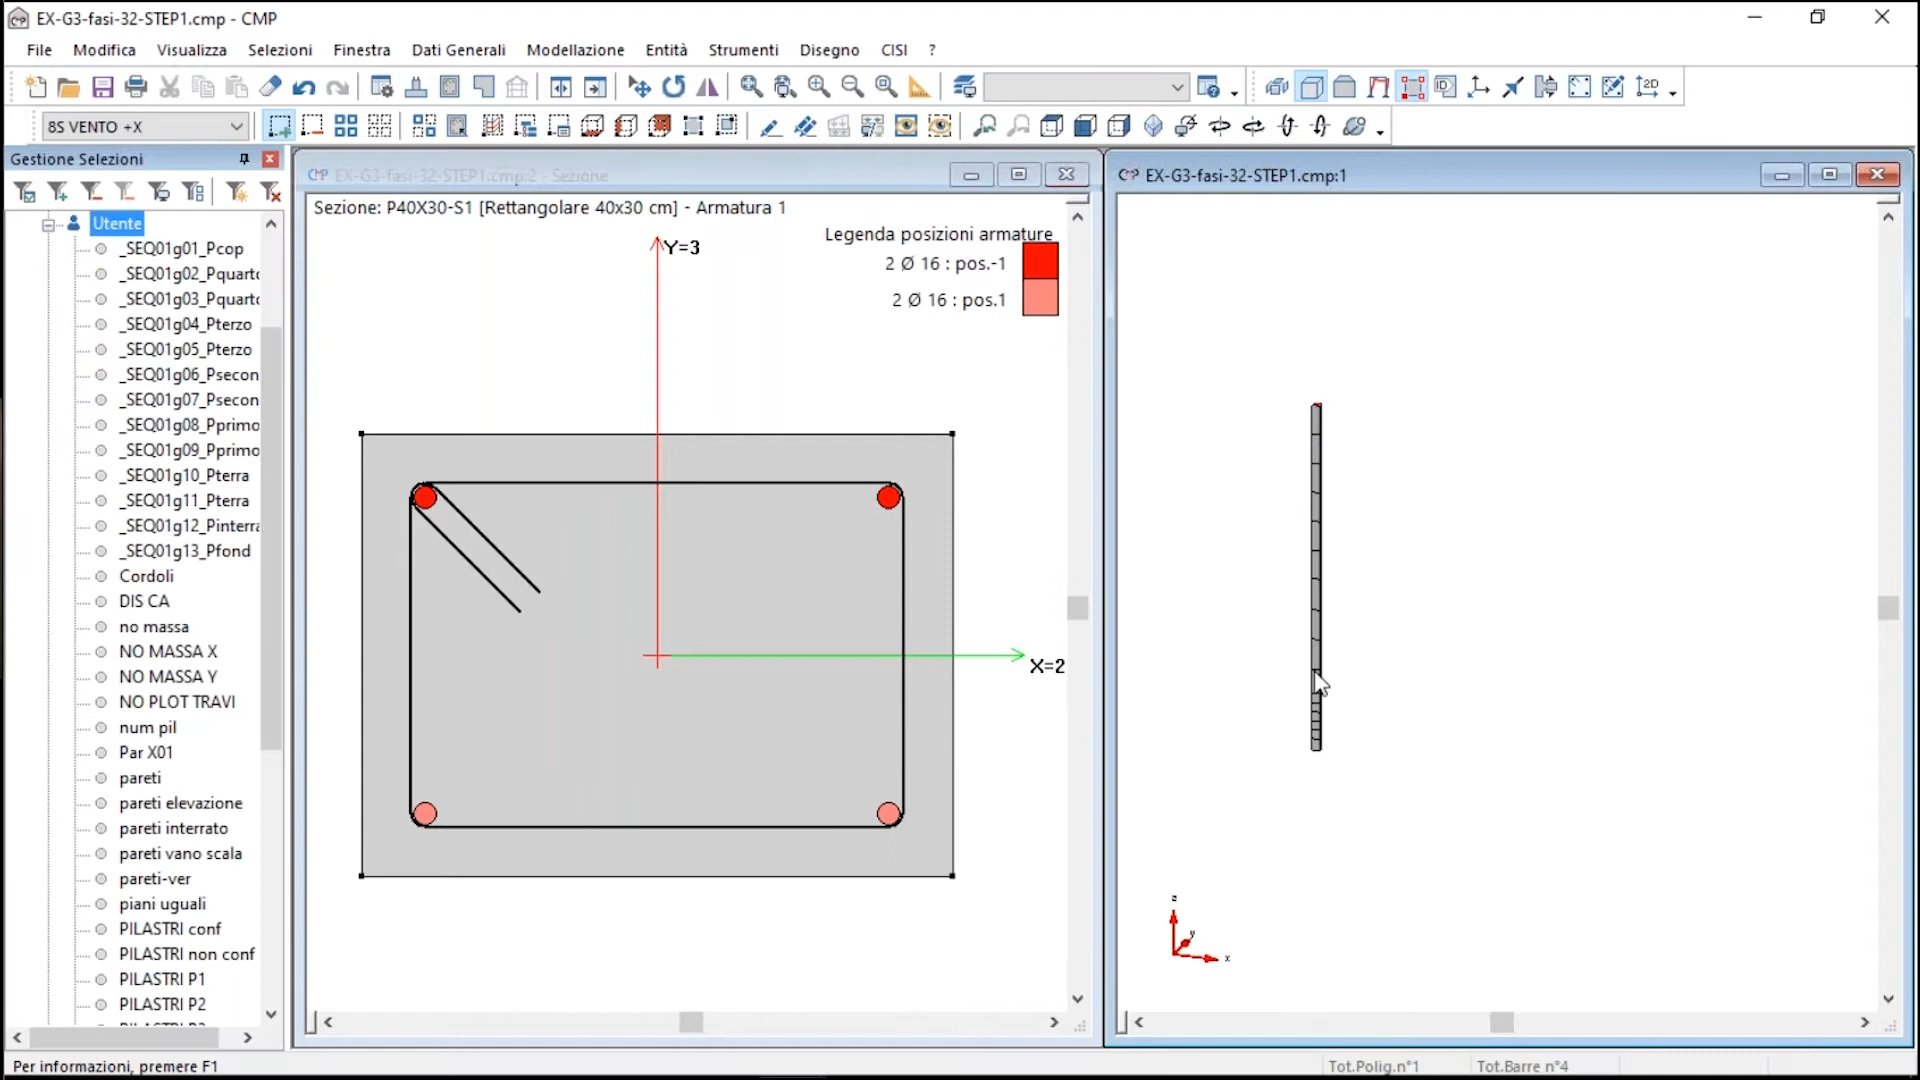 EX-G3-fasi-32-STEP1.cmp - CMP
File Modifica Visualizza Selezioni Finestra Dati Generali Modellazione Entità Strumenti Disegno CISI ?
2D
8S VENTO +X
Gestione Selezioni
Utente
_SEQ01g01_Pcop
_SEQ01g02_Pquarto
_SEQ01g03_Pquarto
_SEQ01g04_Pterzo
_SEQ01g05_Pterzo
_SEQ01g06_Psecon
_SEQ01g07_Psecon
_SEQ01g08_Pprimo
_SEQ01g09_Pprimo
_SEQ01g10_Pterra
_SEQ01g11_Pterra
_SEQ01g12_Pinterra
_SEQ01g13_Pfond
Cordoli
DIS CA
no massa
NO MASSA X
NO MASSA Y
NO PLOT TRAVI
num pil
Par X01
pareti
pareti elevazione
pareti interrato
pareti vano scala
pareti-ver
piani uguali
PILASTRI conf
PILASTRI non conf
PILASTRI P1
PILASTRI P2
CMP EX-G3-fasi-32-STEP1.cmp:2 - Sezione
Sezione: P40X30-S1 [Rettangolare 40x30 cm] - Armatura 1
Y=3
Legenda posizioni armature
2 Ø 16 : pos.-1
2 Ø 16 : pos.1
X=2
CMP EX-G3-fasi-32-STEP1.cmp:1
z
y
x
Per informazioni, premere F1
Tot.Polig.n°1
Tot.Barre n°4